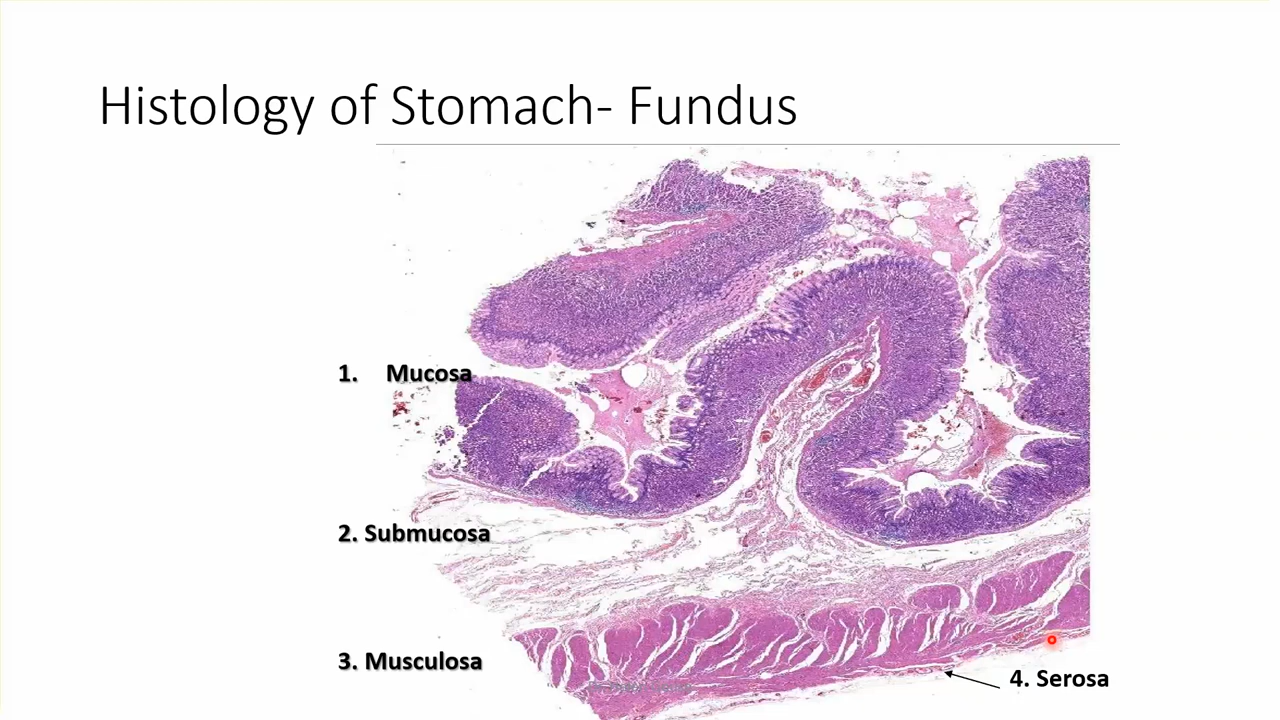 Histology of Stomach- Fundus
1. Mucosa
2. Submucosa
3. Musculosa
4. Serosa